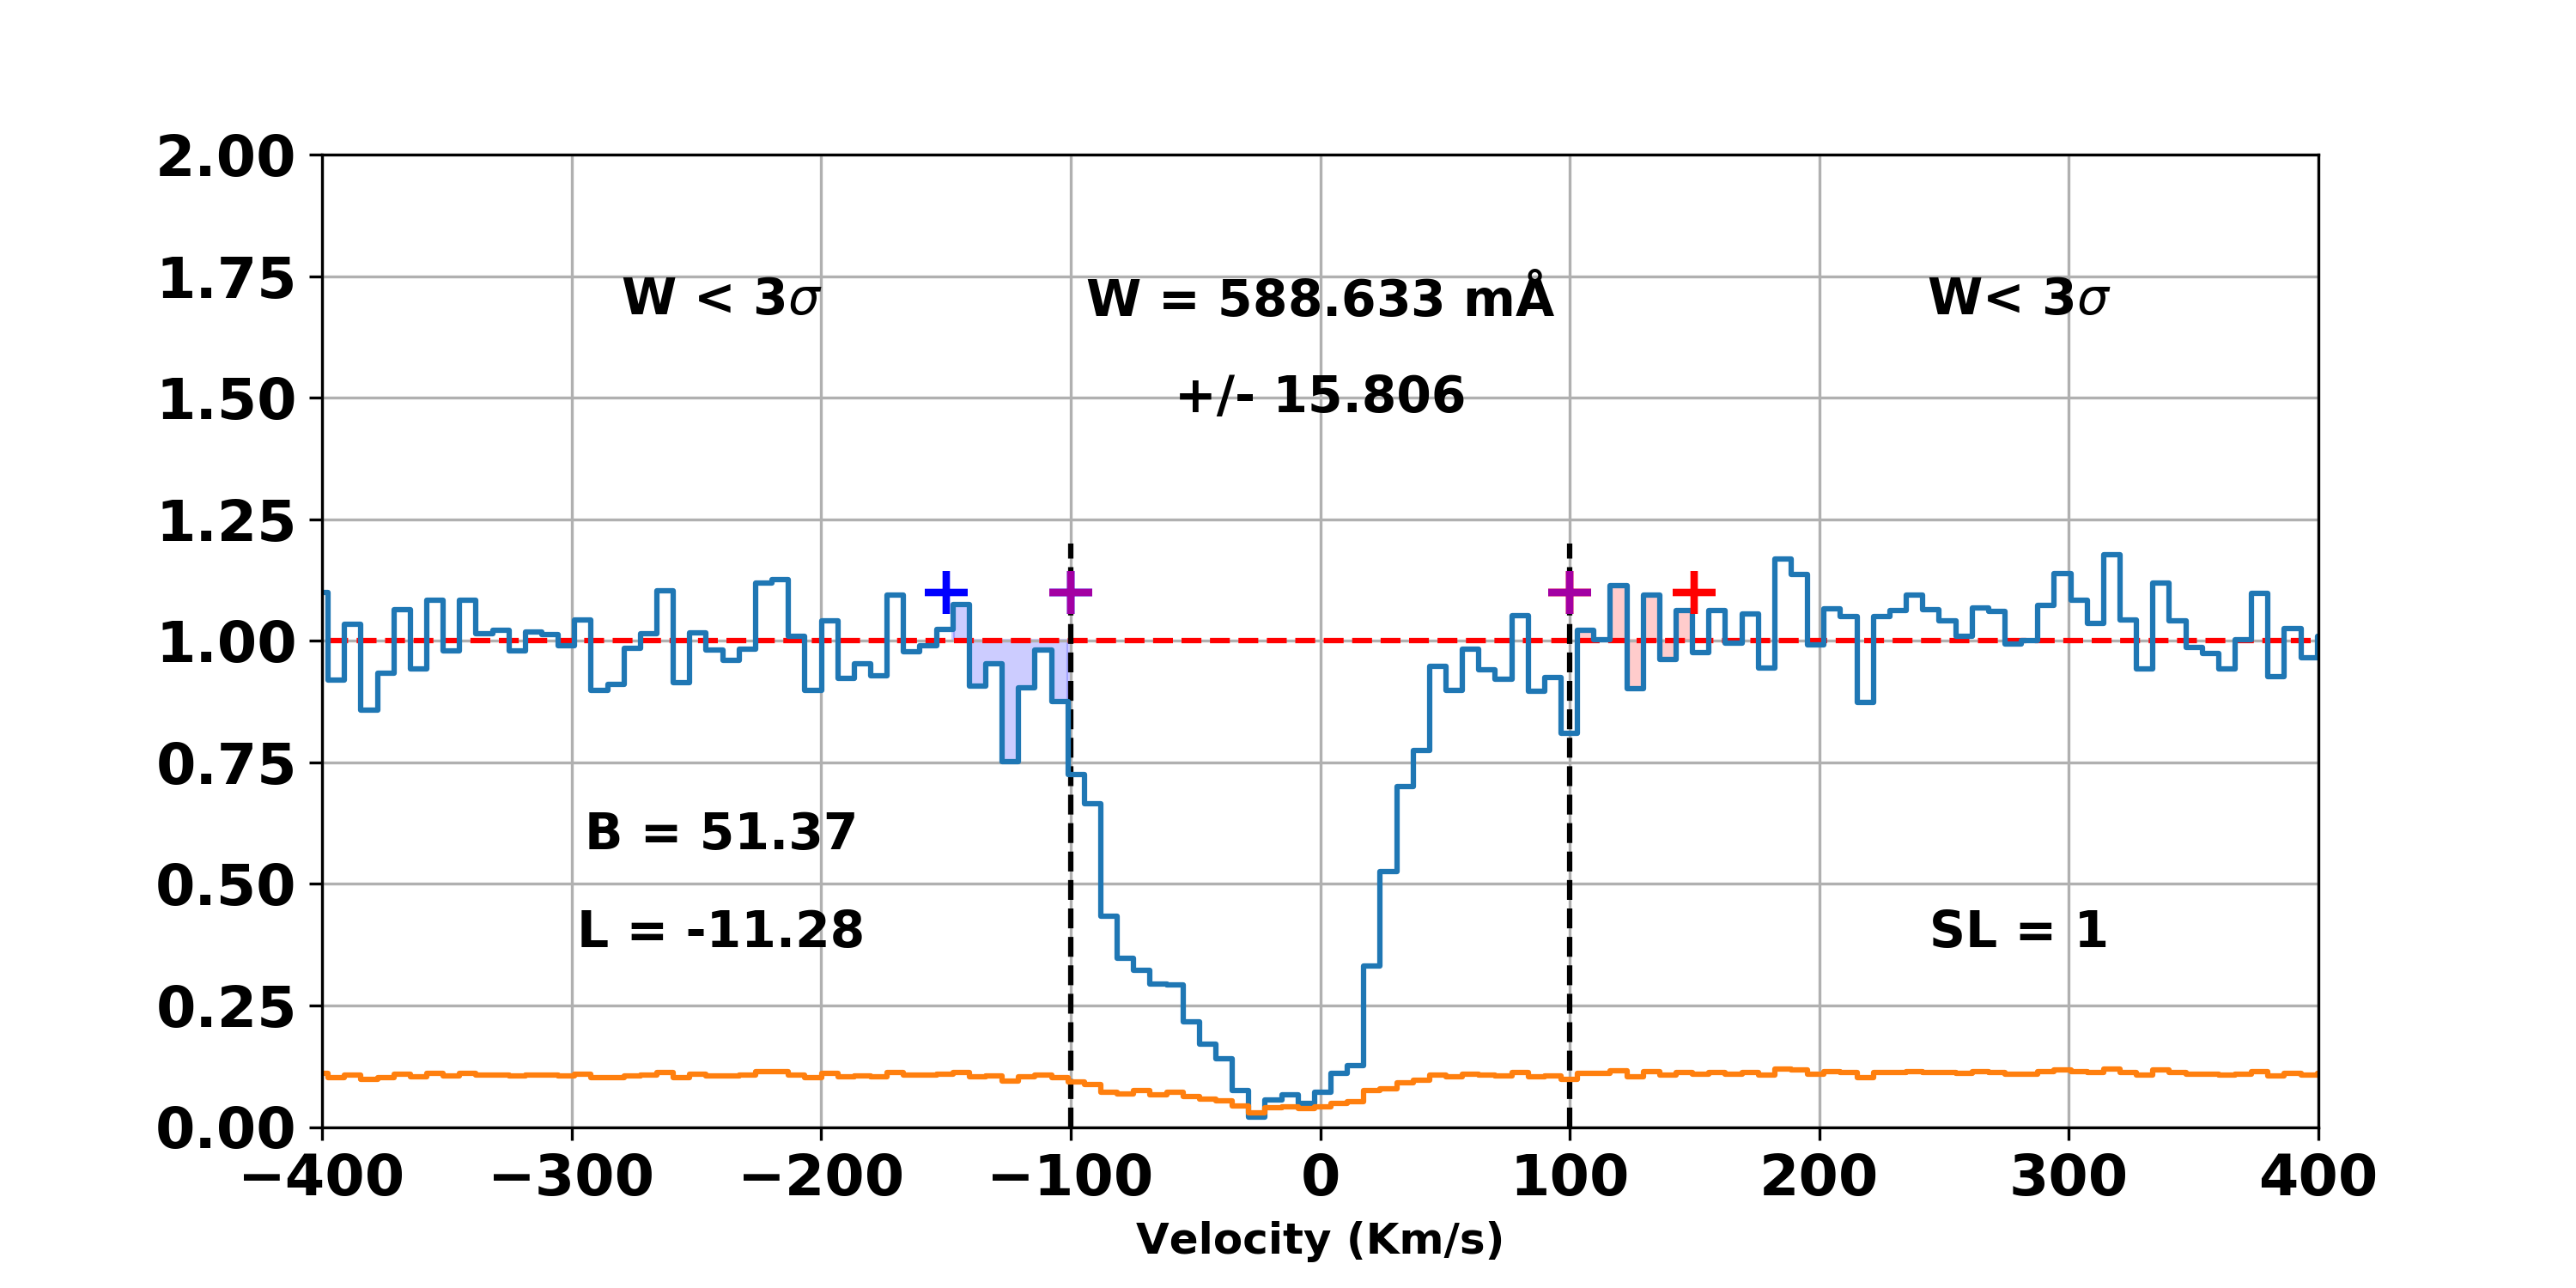 2.00
1.75
W < 3σ
W = 588.633 mÅ
W< 3σ
1.50
+/- 15.806
1.25
1.00
0.75
B = 51.37
0.50
L = -11.28
SL = 1
0.25
0.00
−400 −300 −200 −100 0 100 200 300 400
Velocity (Km/s)